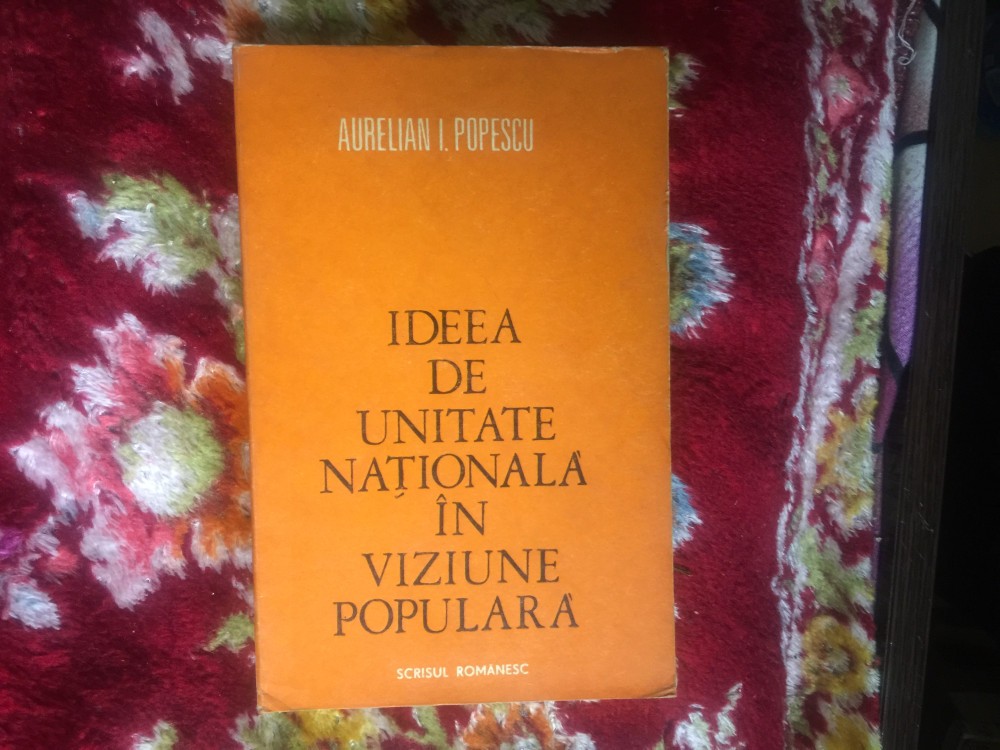 AURELIAN I. POPESCU
IDEEA
DE
UNITATE
NAȚIONALĂ
ÎN
VIZIUNE
POPULARĂ
SCRISUL ROMÂNESC